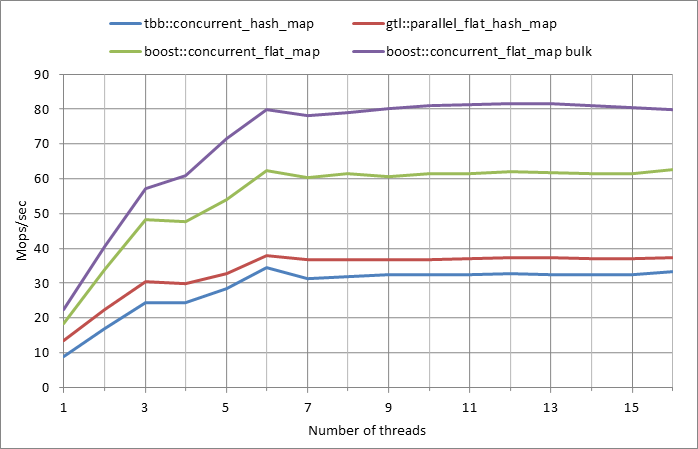 tbb::concurrent_hash_map gtl::parallel_flat_hash_map
boost::concurrent_flat_map boost::concurrent_flat_map bulk
90
80
70
60
50
40
30
20
10
0
Mops/sec
1 3 5 7 9 11 13 15
Number of threads